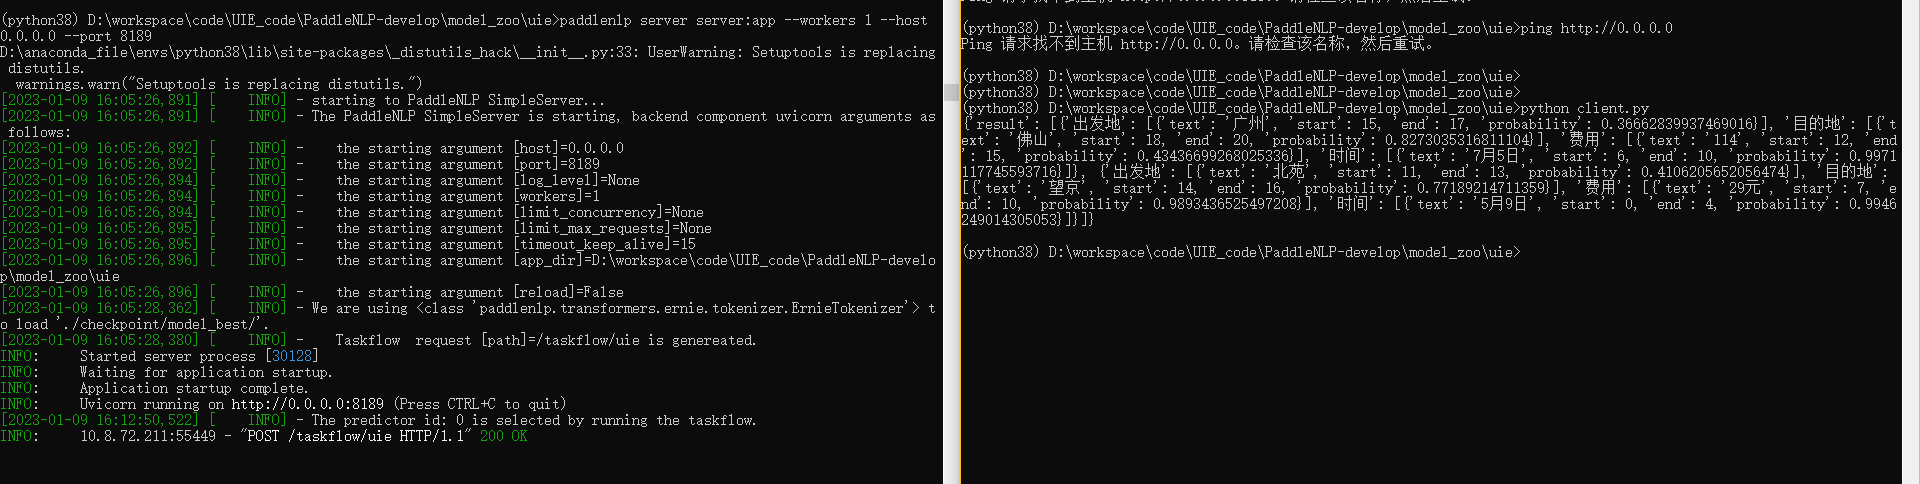 (python38) D:\workspace\code\UIE_code\PaddleNLP-develop\model_zoo\uie>paddlenlp server server:app --workers 1 --host
0.0.0.0 --port 8189
D:\anaconda_file\envs\python38\lib\site-packages\_distutils_hack\__init__.py:33: UserWarning: Setuptools is replacing
distutils.
warnings.warn("Setuptools is replacing distutils.")
[2023-01-09 16:05:26,891] [    INFO] - starting to PaddleNLP SimpleServer...
[2023-01-09 16:05:26,891] [    INFO] - The PaddleNLP SimpleServer is starting, backend component uvicorn arguments as
follows:
[2023-01-09 16:05:26,892] [    INFO] -    the starting argument [host]=0.0.0.0
[2023-01-09 16:05:26,892] [    INFO] -    the starting argument [port]=8189
[2023-01-09 16:05:26,894] [    INFO] -    the starting argument [log_level]=None
[2023-01-09 16:05:26,894] [    INFO] -    the starting argument [workers]=1
[2023-01-09 16:05:26,894] [    INFO] -    the starting argument [limit_concurrency]=None
[2023-01-09 16:05:26,895] [    INFO] -    the starting argument [limit_max_requests]=None
[2023-01-09 16:05:26,895] [    INFO] -    the starting argument [timeout_keep_alive]=15
[2023-01-09 16:05:26,896] [    INFO] -    the starting argument [app_dir]=D:\workspace\code\UIE_code\PaddleNLP-develo
p\model_zoo\uie
[2023-01-09 16:05:26,896] [    INFO] -    the starting argument [reload]=False
[2023-01-09 16:05:28,362] [    INFO] - We are using <class 'paddlenlp.transformers.ernie.tokenizer.ErnieTokenizer'> t
o load './checkpoint/model_best/'.
[2023-01-09 16:05:28,380] [    INFO] -    Taskflow  request [path]=/taskflow/uie is genereated.
INFO:     Started server process [30128]
INFO:     Waiting for application startup.
INFO:     Application startup complete.
INFO:     Uvicorn running on http://0.0.0.0:8189 (Press CTRL+C to quit)
[2023-01-09 16:12:50,522] [    INFO] - The predictor id: 0 is selected by running the taskflow.
INFO:     10.8.72.211:55449 - "POST /taskflow/uie HTTP/1.1" 200 OK
(python38) D:\workspace\code\UIE_code\PaddleNLP-develop\model_zoo\uie>ping http://0.0.0.0
Ping 请求找不到主机 http://0.0.0.0。请检查该名称，然后重试。
(python38) D:\workspace\code\UIE_code\PaddleNLP-develop\model_zoo\uie>
(python38) D:\workspace\code\UIE_code\PaddleNLP-develop\model_zoo\uie>
(python38) D:\workspace\code\UIE_code\PaddleNLP-develop\model_zoo\uie>python client.py
{'result': [{'出发地': [{'text': '广州', 'start': 15, 'end': 17, 'probability': 0.36662839937469016}], '目的地': [{'t
ext': '佛山', 'start': 18, 'end': 20, 'probability': 0.8273035316811104}], '费用': [{'text': '114', 'start': 12, 'end
': 15, 'probability': 0.43436699268025336}], '时间': [{'text': '7月5日', 'start': 6, 'end': 10, 'probability': 0.9971
117745593716}]}, {'出发地': [{'text': '北苑', 'start': 11, 'end': 13, 'probability': 0.4106205652056474}], '目的地':
[{'text': '望京', 'start': 14, 'end': 16, 'probability': 0.77189214711359}], '费用': [{'text': '29元', 'start': 7, 'e
nd': 10, 'probability': 0.9893436525497208}], '时间': [{'text': '5月9日', 'start': 0, 'end': 4, 'probability': 0.9946
249014305053}]}]}
(python38) D:\workspace\code\UIE_code\PaddleNLP-develop\model_zoo\uie>